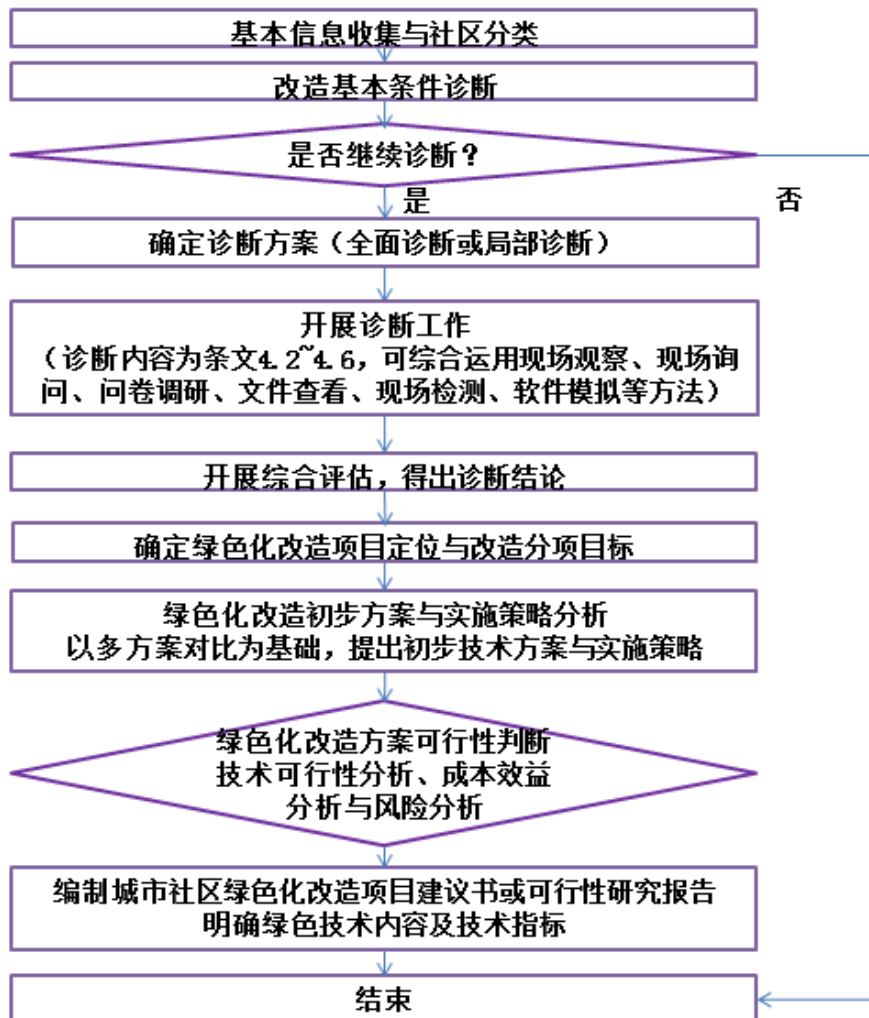 基本信息收集与社区分类
改造基本条件诊断
是否继续诊断？
是
否
确定诊断方案（全面诊断或局部诊断）
开展诊断工作
（诊断内容为条文4.2~4.6，可综合运用现场观察、现场询
问、问卷调研、文件查看、现场检测、软件模拟等方法）
开展综合评估，得出诊断结论
确定绿色化改造项目定位与改造分项目标
绿色化改造初步方案与实施策略分析
以多方案对比为基础，提出初步技术方案与实施策略
绿色化改造方案可行性判断
技术可行性分析、成本效益
分析与风险分析
编制城市社区绿色化改造项目建议书或可行性研究报告
明确绿色技术内容及技术指标
结束